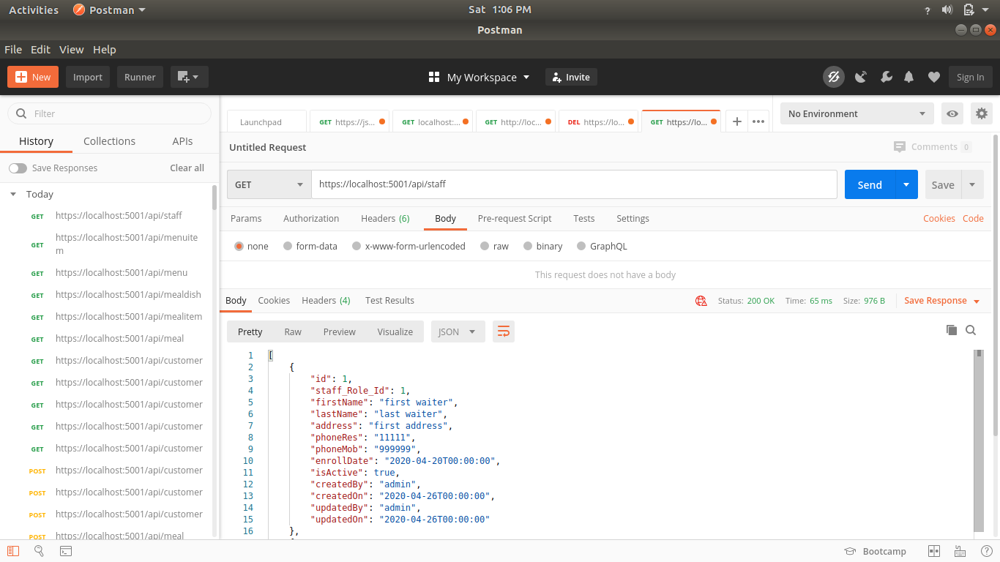 Activities Postman Sat 1:06 PM
Postman
File Edit View Help
New Import Runner My Workspace Invite Sign In
Filter
History Collections APIs
Save Responses Clear all
Today
GET https://localhost:5001/api/staff
GET https://localhost:5001/api/menuite
m
GET https://localhost:5001/api/menu
GET https://localhost:5001/api/mealdish
GET https://localhost:5001/api/mealitem
GET https://localhost:5001/api/meal
GET https://localhost:5001/api/customer
GET https://localhost:5001/api/customer
GET https://localhost:5001/api/customer
GET https://localhost:5001/api/customer
GET https://localhost:5001/api/customer
POST https://localhost:5001/api/customer
POST https://localhost:5001/api/customer
POST https://localhost:5001/api/customer
POST https://localhost:5001/api/meal
Launchpad GET https://js... GET localhost:... GET http://loc... DEL https://lo... GET https://lo... No Environment
Untitled Request Comments 0
GET https://localhost:5001/api/staff Send Save
Params Authorization Headers (6) Body Pre-request Script Tests Settings Cookies Code
none form-data x-www-form-urlencoded raw binary GraphQL
This request does not have a body
Body Cookies Headers (4) Test Results Status: 200 OK Time: 65 ms Size: 976 B Save Response
Pretty Raw Preview Visualize JSON
1 [
2 {
3 "id": 1,
4 "staff_Role_Id": 1,
5 "firstName": "first waiter",
6 "lastName": "last waiter",
7 "address": "first address",
8 "phoneRes": "11111",
9 "phoneMob": "999999",
10 "enrollDate": "2020-04-20T00:00:00",
11 "isActive": true,
12 "createdBy": "admin",
13 "createdOn": "2020-04-26T00:00:00",
14 "updatedBy": "admin",
15 "updatedOn": "2020-04-26T00:00:00"
16 },
Bootcamp